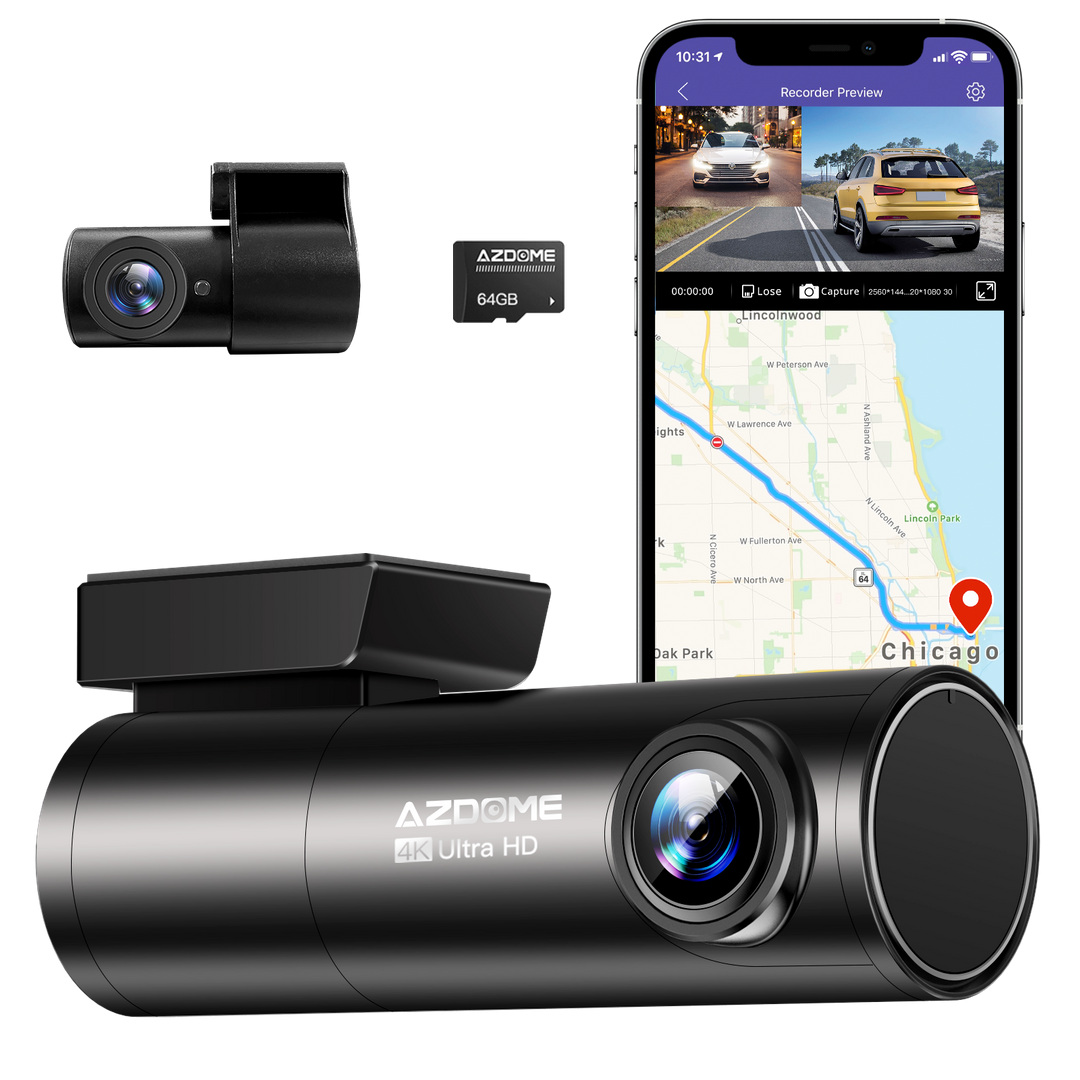 10:31
Recorder Preview
00:00:00
Lose
Capture
2560*144...20*1080 30
Lincolnwood
W Peterson Ave
N Ashland Ave
W Lawrence Ave
ights
N Lincoln Ave
Lincoln Park
rk
N Cicero Ave
W Fullerton Ave
W North Ave
64
Oak Park
Chicago
AZDOME
64GB
AZDOME
4K Ultra HD